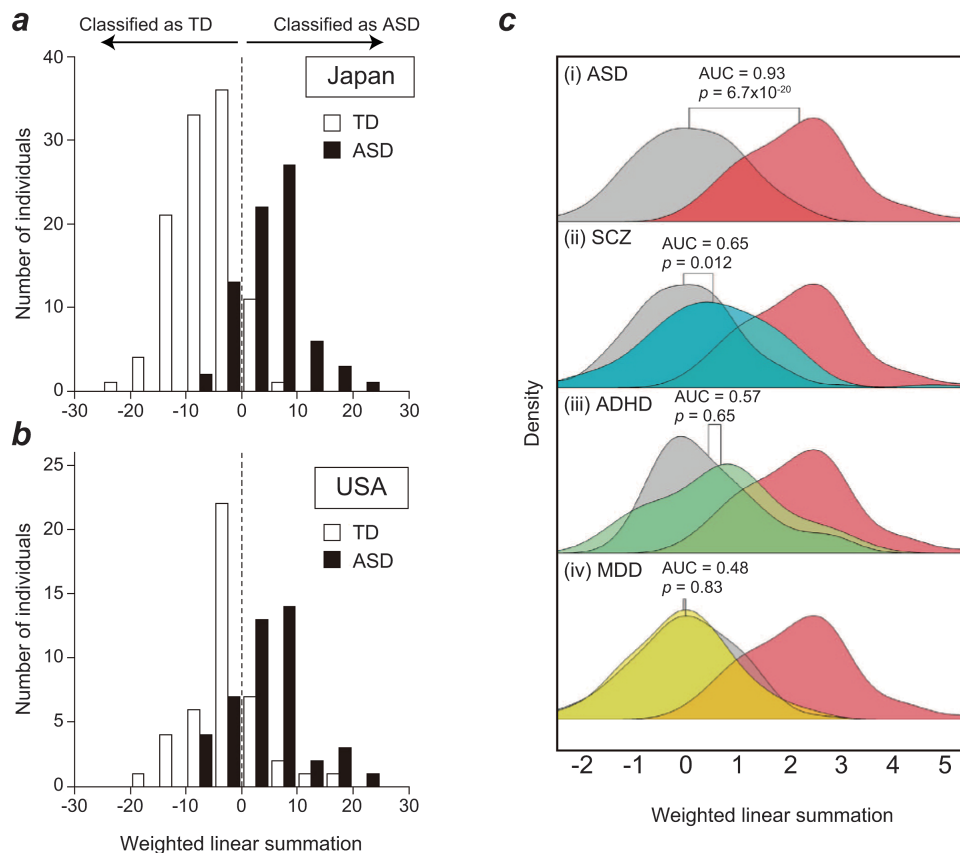 a
Classified as TD
Classified as ASD
40
30
20
10
0
Number of individuals
Japan
TD
ASD
-30 -20 -10 0 10 20 30
b
25
20
15
10
5
0
Number of individuals
USA
TD
ASD
-30 -20 -10 0 10 20 30
Weighted linear summation
c
(i) ASD
AUC = 0.93
p = 6.7x10-20
(ii) SCZ
AUC = 0.65
p = 0.012
(iii) ADHD
AUC = 0.57
p = 0.65
(iv) MDD
AUC = 0.48
p = 0.83
Density
-2 -1 0 1 2 3 4 5
Weighted linear summation